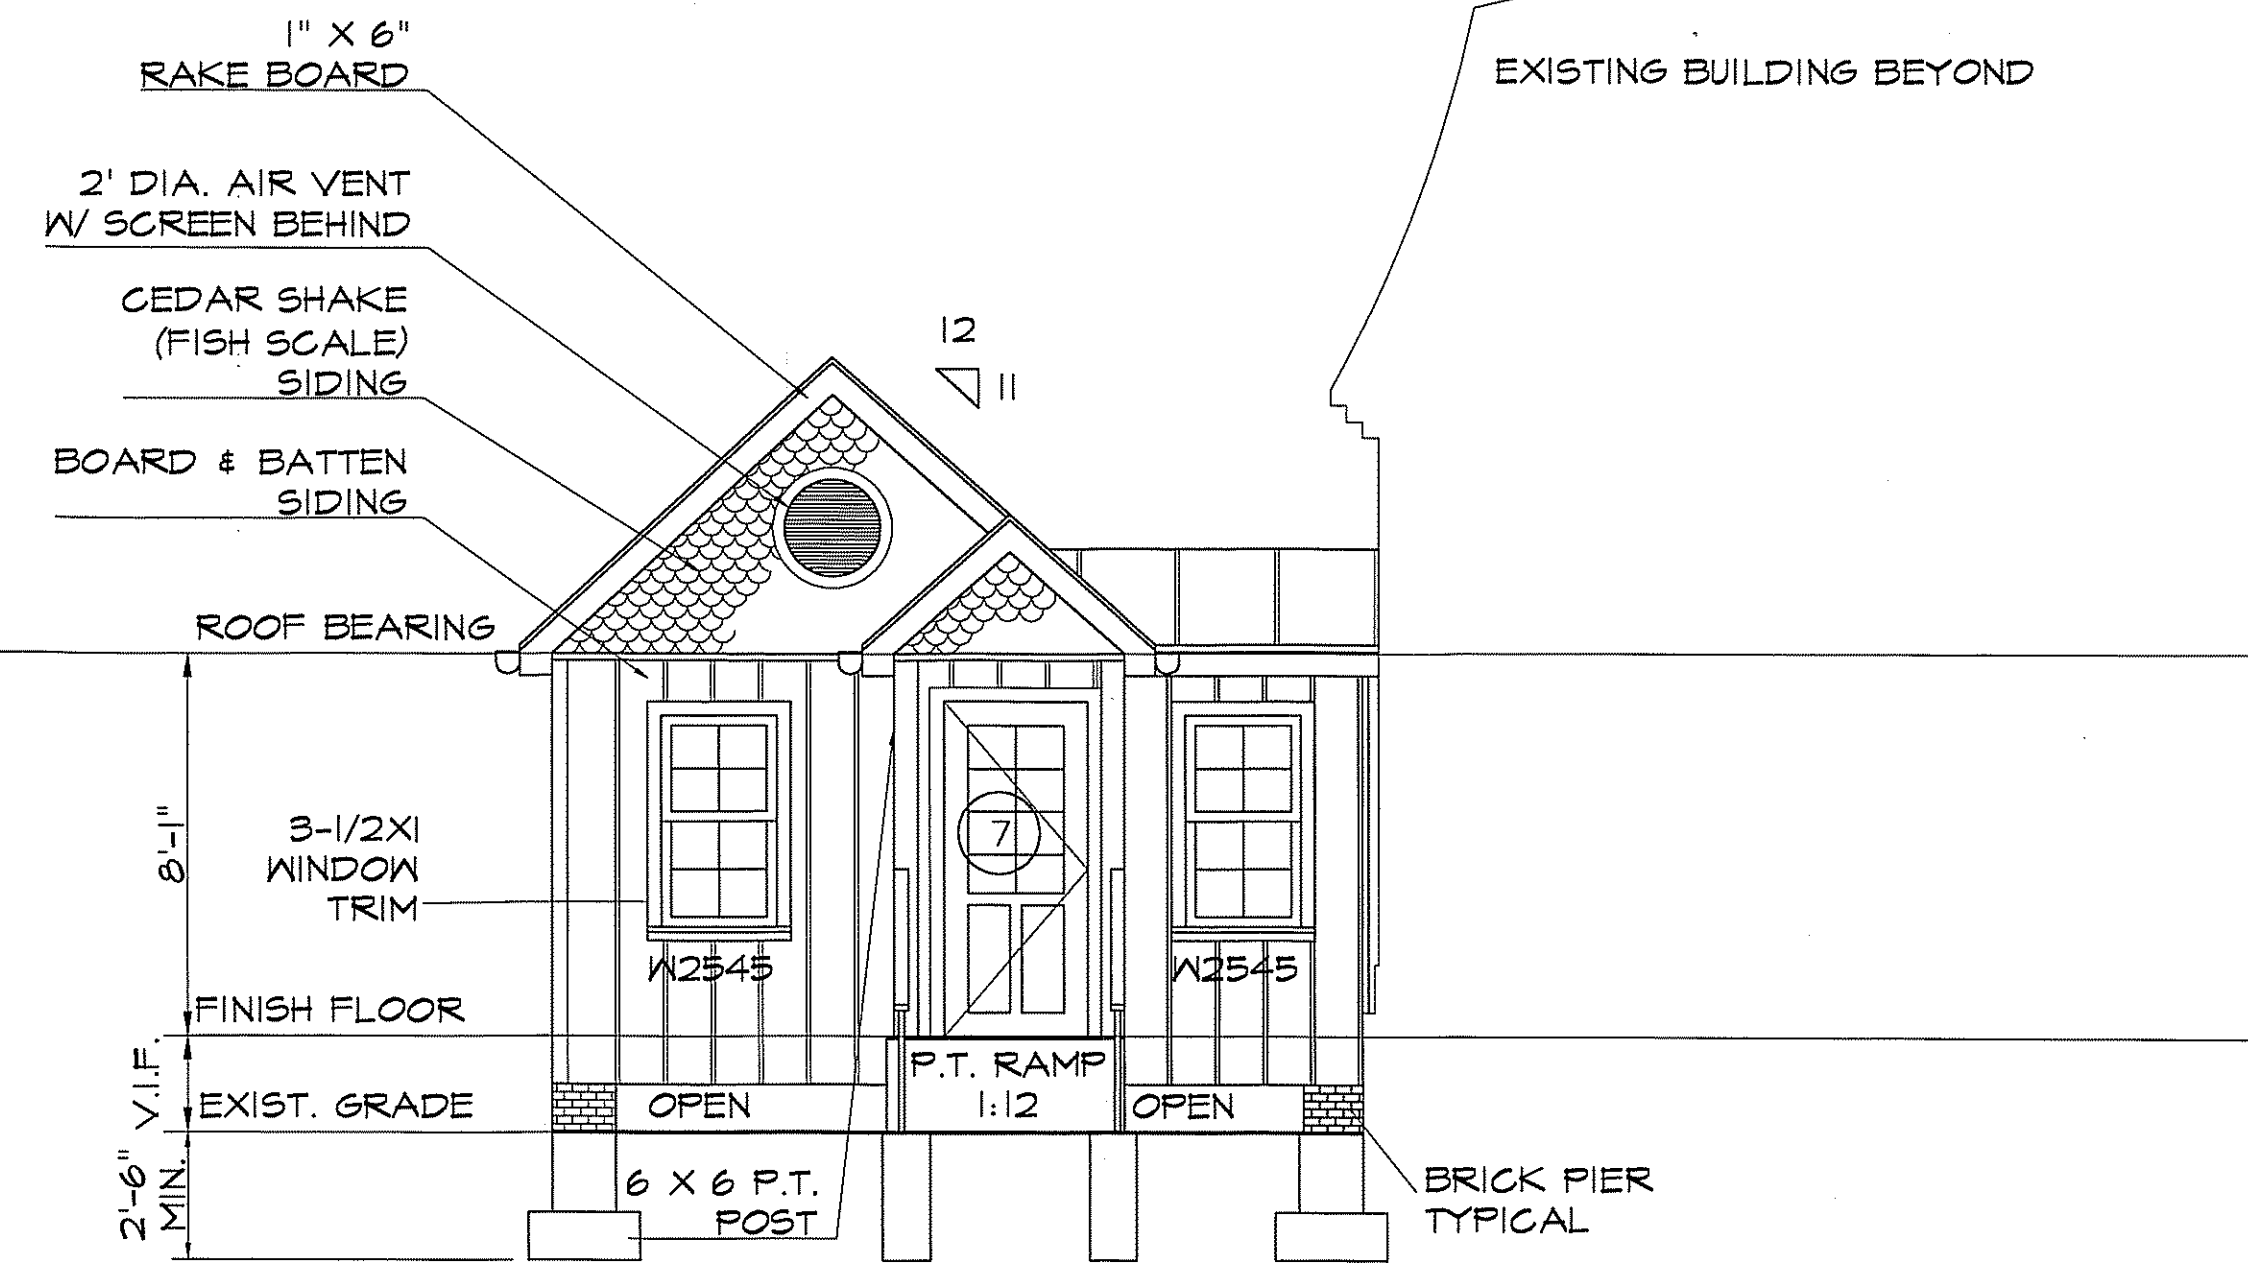 1" X 6"
RAKE BOARD
EXISTING BUILDING BEYOND
2' DIA. AIR VENT
W/ SCREEN BEHIND
CEDAR SHAKE
(FISH SCALE)
SIDING
12
11
BOARD & BATTEN
SIDING
ROOF BEARING
8'-1"
3-1/2X1
WINDOW
TRIM
7
W2545
W2545
FINISH FLOOR
V.I.F.
P.T. RAMP
1:12
EXIST. GRADE
OPEN
OPEN
2'-6"
MIN.
6 X 6 P.T.
POST
BRICK PIER
TYPICAL